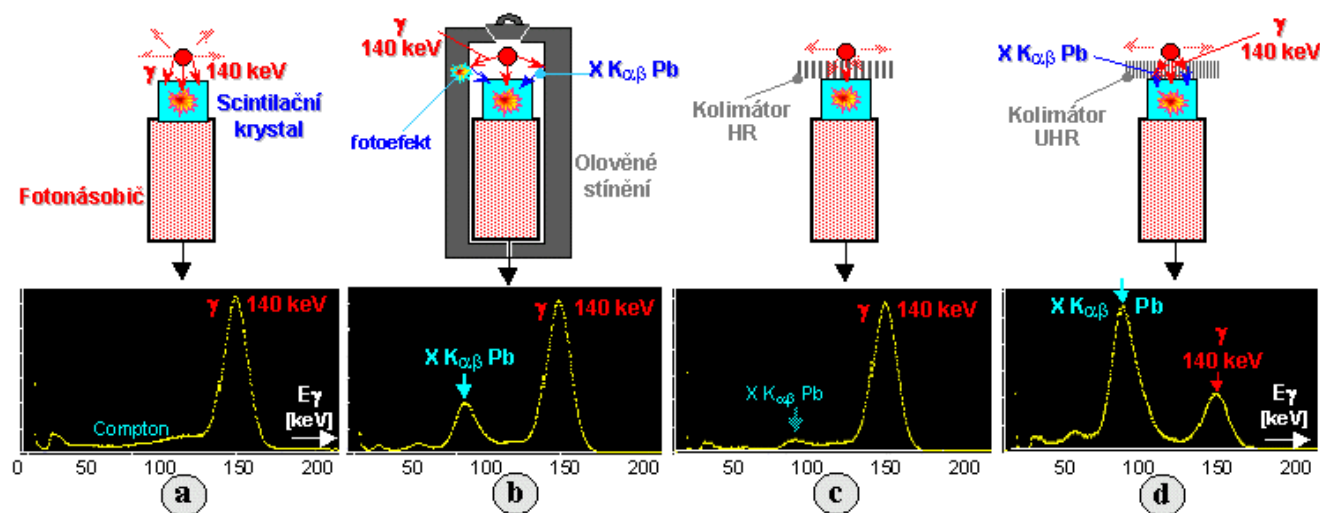 γ
140 keV
Scintilační
krystal
Fotonásobič
γ
140 keV
X Kαβ Pb
fotoefekt
Olověné
stínění
Kolimátor
HR
γ
140 keV
X Kαβ Pb
Kolimátor
UHR
γ 140 keV
Compton
Eγ
[keV]
0 50 100 150 200
a
γ 140 keV
X Kα,β Pb
50 100 150 200
b
γ 140 keV
X Kαβ Pb
50 100 150 200
c
X Kα,β Pb
γ
140 keV
Eγ
[keV]
50 100 150 200
d